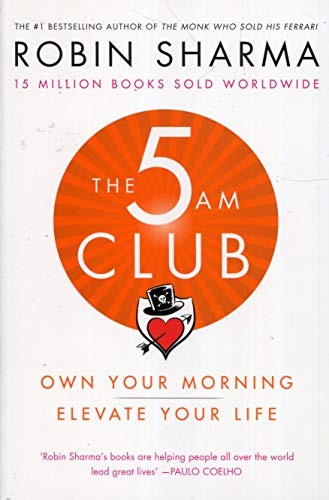 THE #1 BESTSELLING AUTHOR OF THE MONK WHO SOLD HIS FERRARI
ROBIN SHARMA
15 MILLION BOOKS SOLD WORLDWIDE
THE 5 AM
CLUB
OWN YOUR MORNING
ELEVATE YOUR LIFE
'Robin Sharma's books are helping people all over the world
lead great lives' —PAULO COELHO